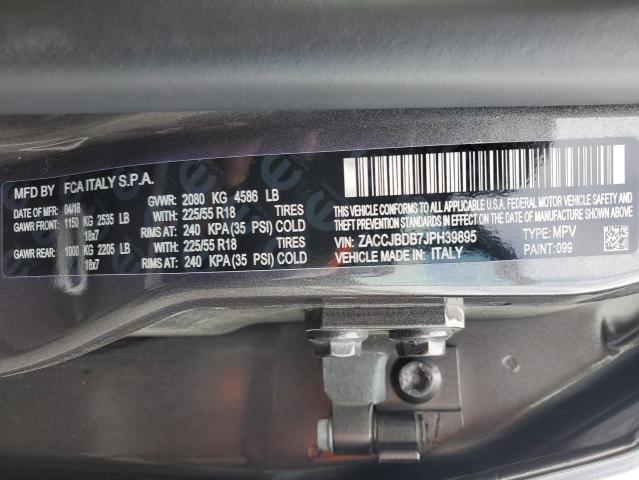 MFD BY FCA ITALY S.P.A.
DATE OF MFR: 04/18 GVWR: 2080 KG 4586 LB
GAWR FRONT: 1150 KG 2535 LB WITH 225/55 R18 TIRES
18x7 RIMS AT: 240 KPA(35 PSI) COLD
GAWR REAR: 1000 KG 2205 LB WITH 225/55 R18 TIRES
18x7 RIMS AT: 240 KPA(35 PSI) COLD
THIS VEHICLE CONFORMS TO ALL APPLICABLE U.S.A. FEDERAL MOTOR VEHICLE SAFETY
BUMPER, AND THEFT PREVENTION STANDARDS IN EFFECT ON THE DATE OF MANUFACTURE SHOWN ABOVE.
VIN: ZACCJBDB7JPH39895 TYPE: MPV
VEHICLE MADE IN: ITALY PAINT: 099